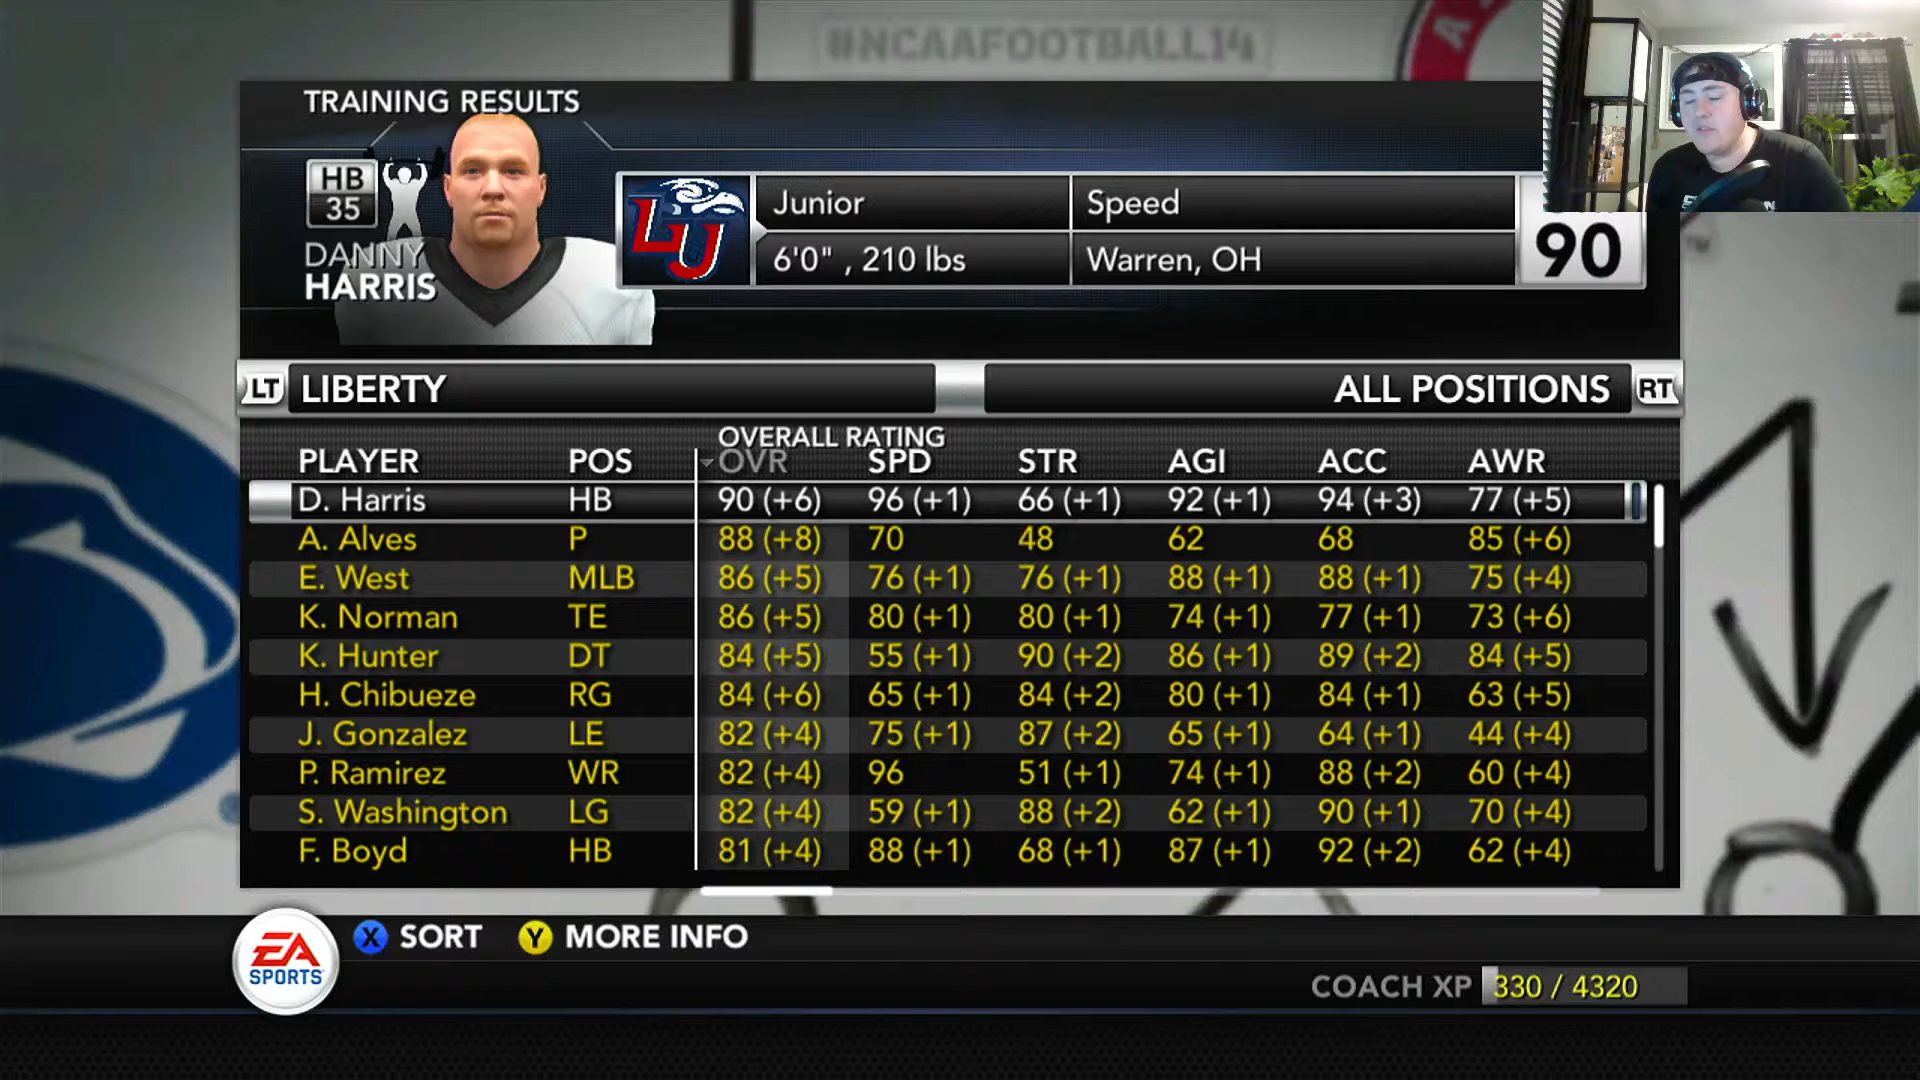 #NCAAFOOTBALL14
TRAINING RESULTS
HB
35
DANNY
HARRIS
LU
Junior
Speed
6'0" , 210 lbs
Warren, OH
90
LT LIBERTY
ALL POSITIONS RT
OVERALL RATING
PLAYER POS OVR SPD STR AGI ACC AWR
D. Harris HB 90 (+6) 96 (+1) 66 (+1) 92 (+1) 94 (+3) 77 (+5)
A. Alves P 88 (+8) 70 48 62 68 85 (+6)
E. West MLB 86 (+5) 76 (+1) 76 (+1) 88 (+1) 88 (+1) 75 (+4)
K. Norman TE 86 (+5) 80 (+1) 80 (+1) 74 (+1) 77 (+1) 73 (+6)
K. Hunter DT 84 (+5) 55 (+1) 90 (+2) 86 (+1) 89 (+2) 84 (+5)
H. Chibueze RG 84 (+6) 65 (+1) 84 (+2) 80 (+1) 84 (+1) 63 (+5)
J. Gonzalez LE 82 (+4) 75 (+1) 87 (+2) 65 (+1) 64 (+1) 44 (+4)
P. Ramirez WR 82 (+4) 96 51 (+1) 74 (+1) 88 (+2) 60 (+4)
S. Washington LG 82 (+4) 59 (+1) 88 (+2) 62 (+1) 90 (+1) 70 (+4)
F. Boyd HB 81 (+4) 88 (+1) 68 (+1) 87 (+1) 92 (+2) 62 (+4)
EA
SPORTS
X SORT Y MORE INFO
COACH XP 330 / 4320